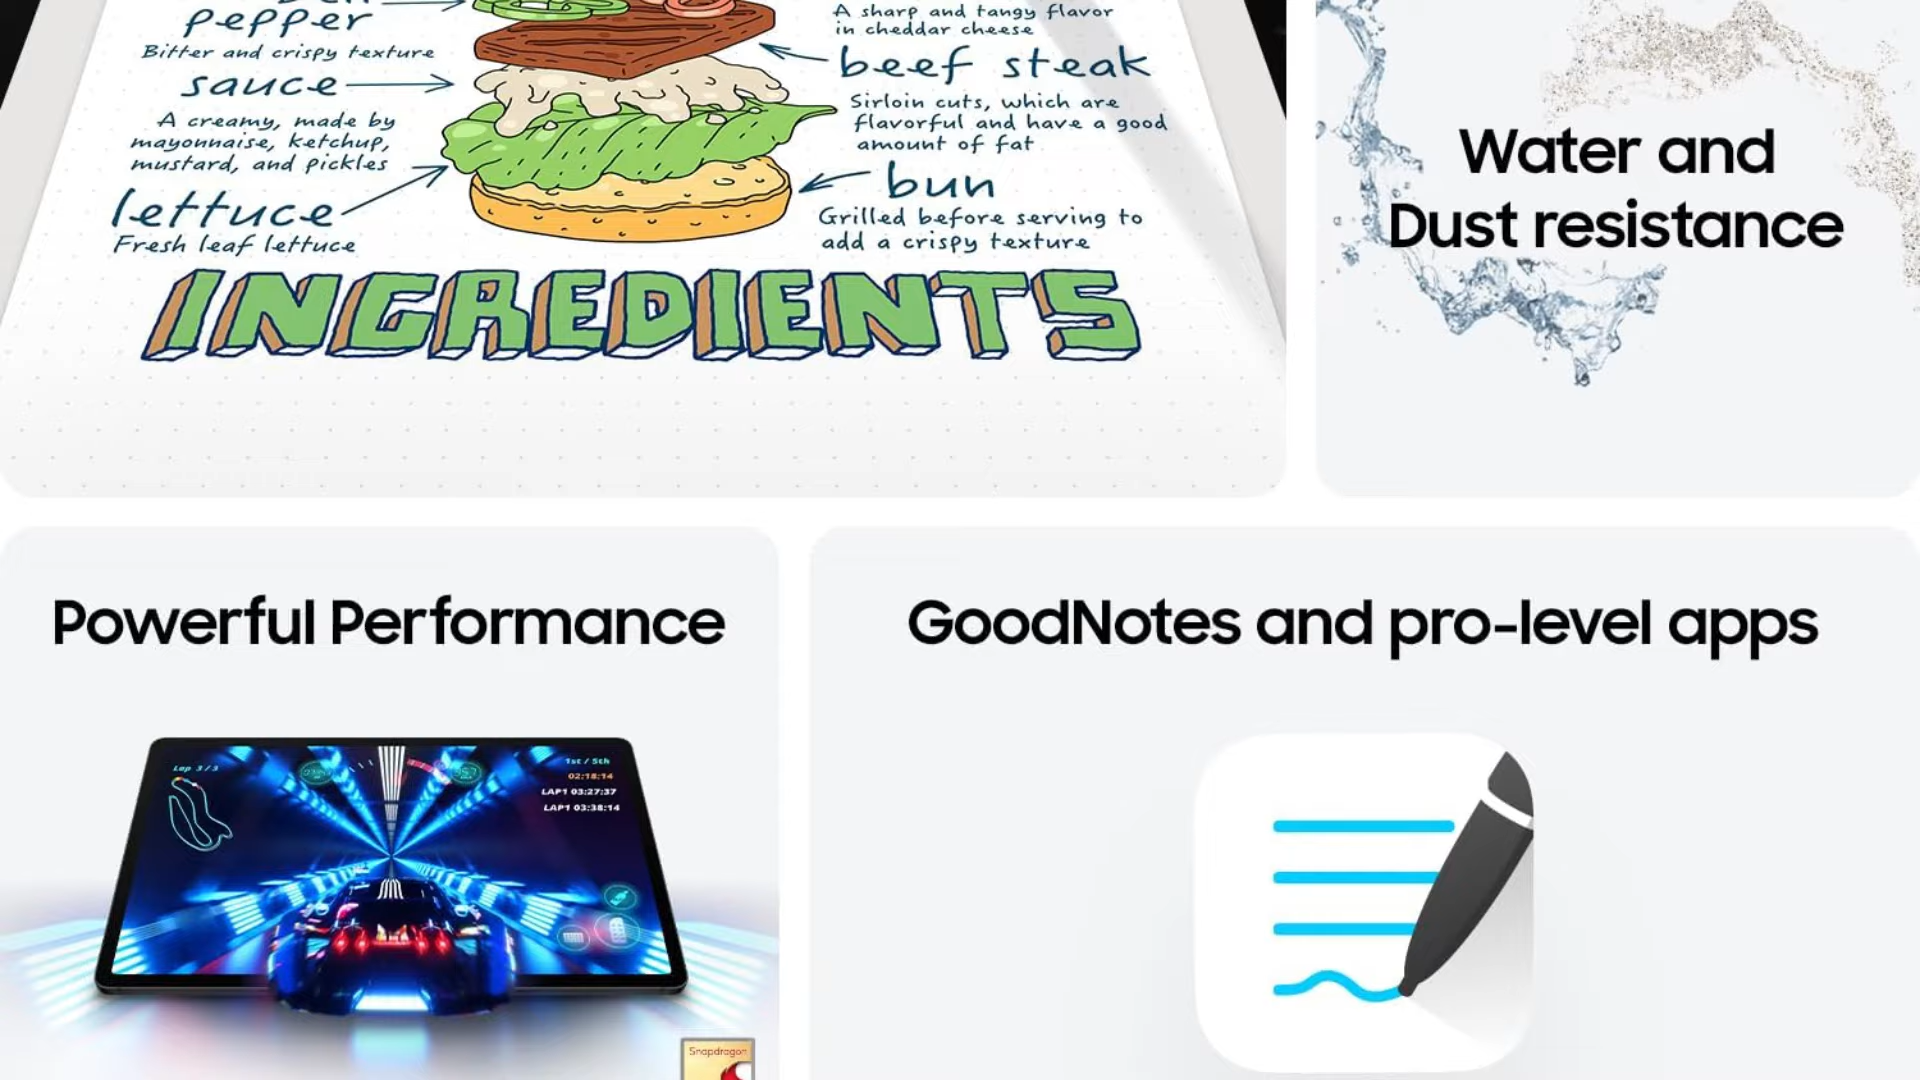 pepper
Bitter and crispy texture
sauce
A creamy, made by
mayonnaise, ketchup,
mustard, and pickles
lettuce
Fresh leaf lettuce
A sharp and tangy flavor
in cheddar cheese
beef steak
Sirloin cuts, which are
flavorful and have a good
amount of fat
bun
Grilled before serving to
add a crispy texture
INGREDIENTS
Water and
Dust resistance
Powerful Performance
Lap 3/3
1st / 5th
02:18:14
LAP1 03:27:37
LAP1 03:38:14
Snapdragon
GoodNotes and pro-level apps